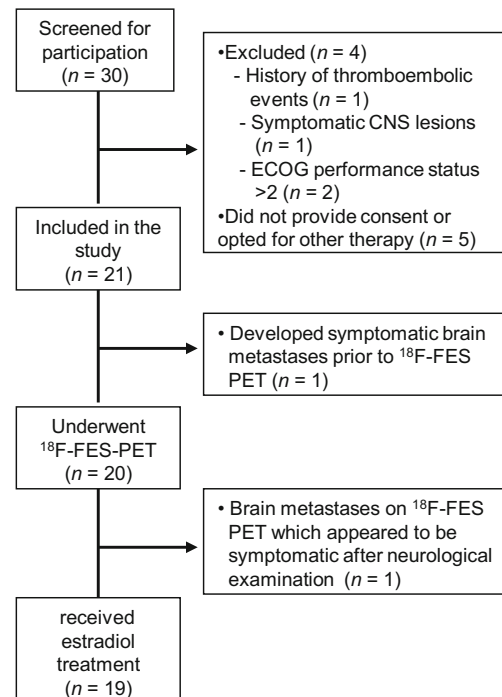 Screened for
participation
(n = 30)
•Excluded (n = 4)
- History of thromboembolic
events (n = 1)
- Symptomatic CNS lesions
(n = 1)
- ECOG performance status
>2 (n = 2)
•Did not provide consent or
opted for other therapy (n = 5)
Included in the
study
(n = 21)
• Developed symptomatic brain
metastases prior to ¹⁸F-FES
PET (n = 1)
Underwent
¹⁸F-FES-PET
(n = 20)
• Brain metastases on ¹⁸F-FES
PET which appeared to be
symptomatic after neurological
examination (n = 1)
received
estradiol
treatment
(n = 19)